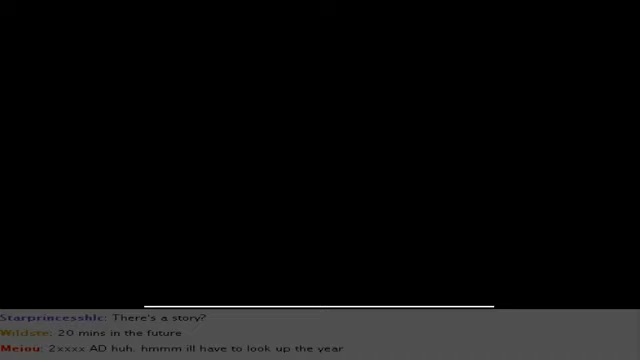 Starprincesshlc: There's a story?
Wildste: 20 mins in the future
Meiou: 2xxxx AD huh. hmmm ill have to look up the year